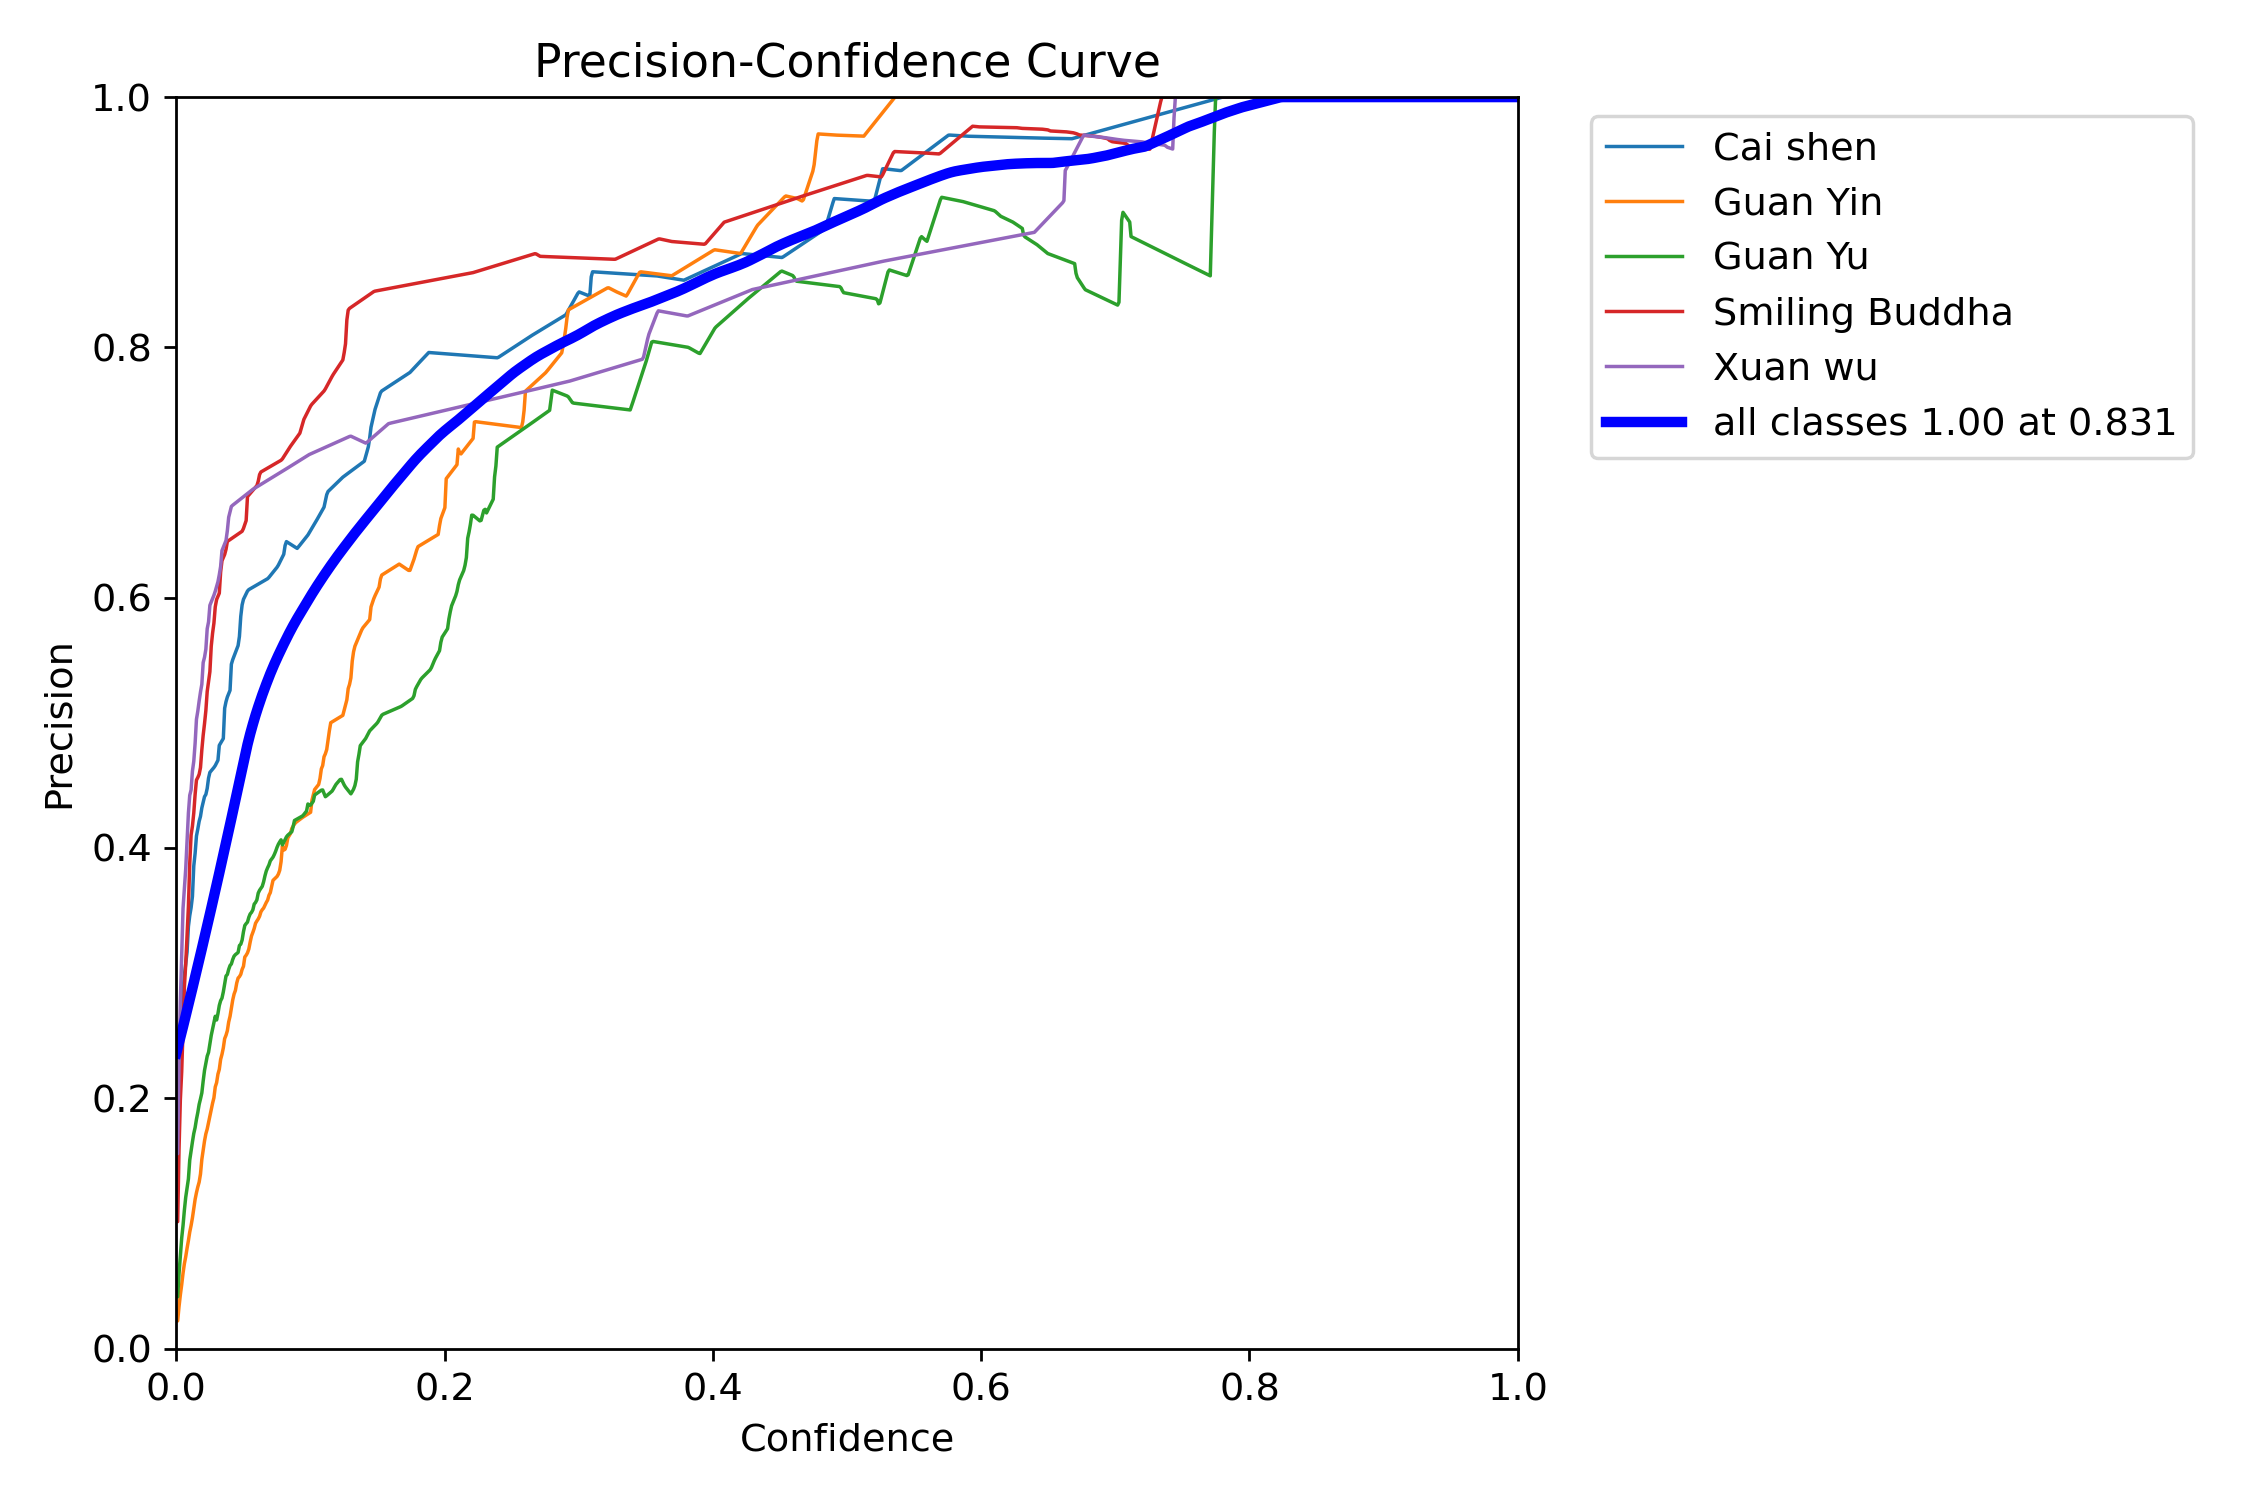 Precision-Confidence Curve
1.0
0.8
0.6
0.4
0.2
0.0
Precision
0.0 0.2 0.4 0.6 0.8 1.0
Confidence
Cai shen
Guan Yin
Guan Yu
Smiling Buddha
Xuan wu
all classes 1.00 at 0.831